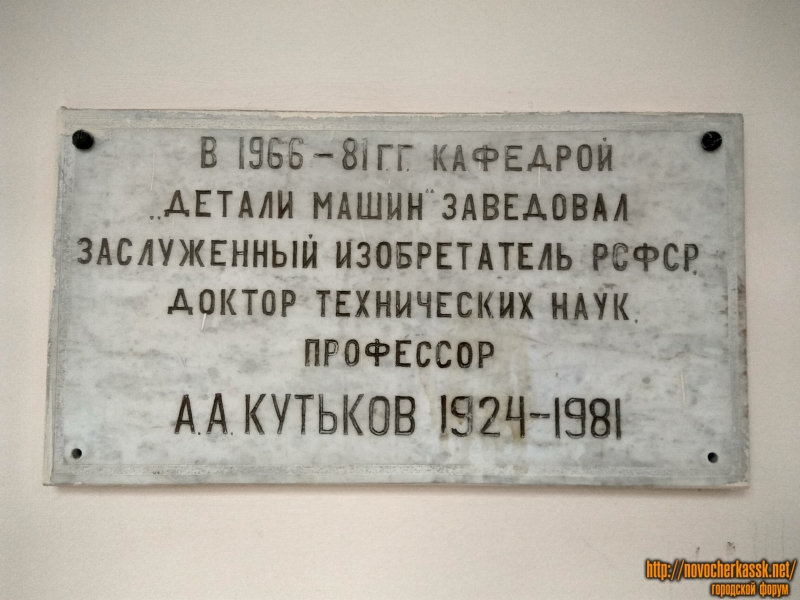 В 1966-81 Г.Г. КАФЕДРОЙ
„ДЕТАЛИ МАШИН" ЗАВЕДОВАЛ
ЗАСЛУЖЕННЫЙ ИЗОБРЕТАТЕЛЬ РСФСР,
ДОКТОР ТЕХНИЧЕСКИХ НАУК,
ПРОФЕССОР
А.А. КУТЬКОВ 1924-1981
http://novocherkassk.net/
городской форум